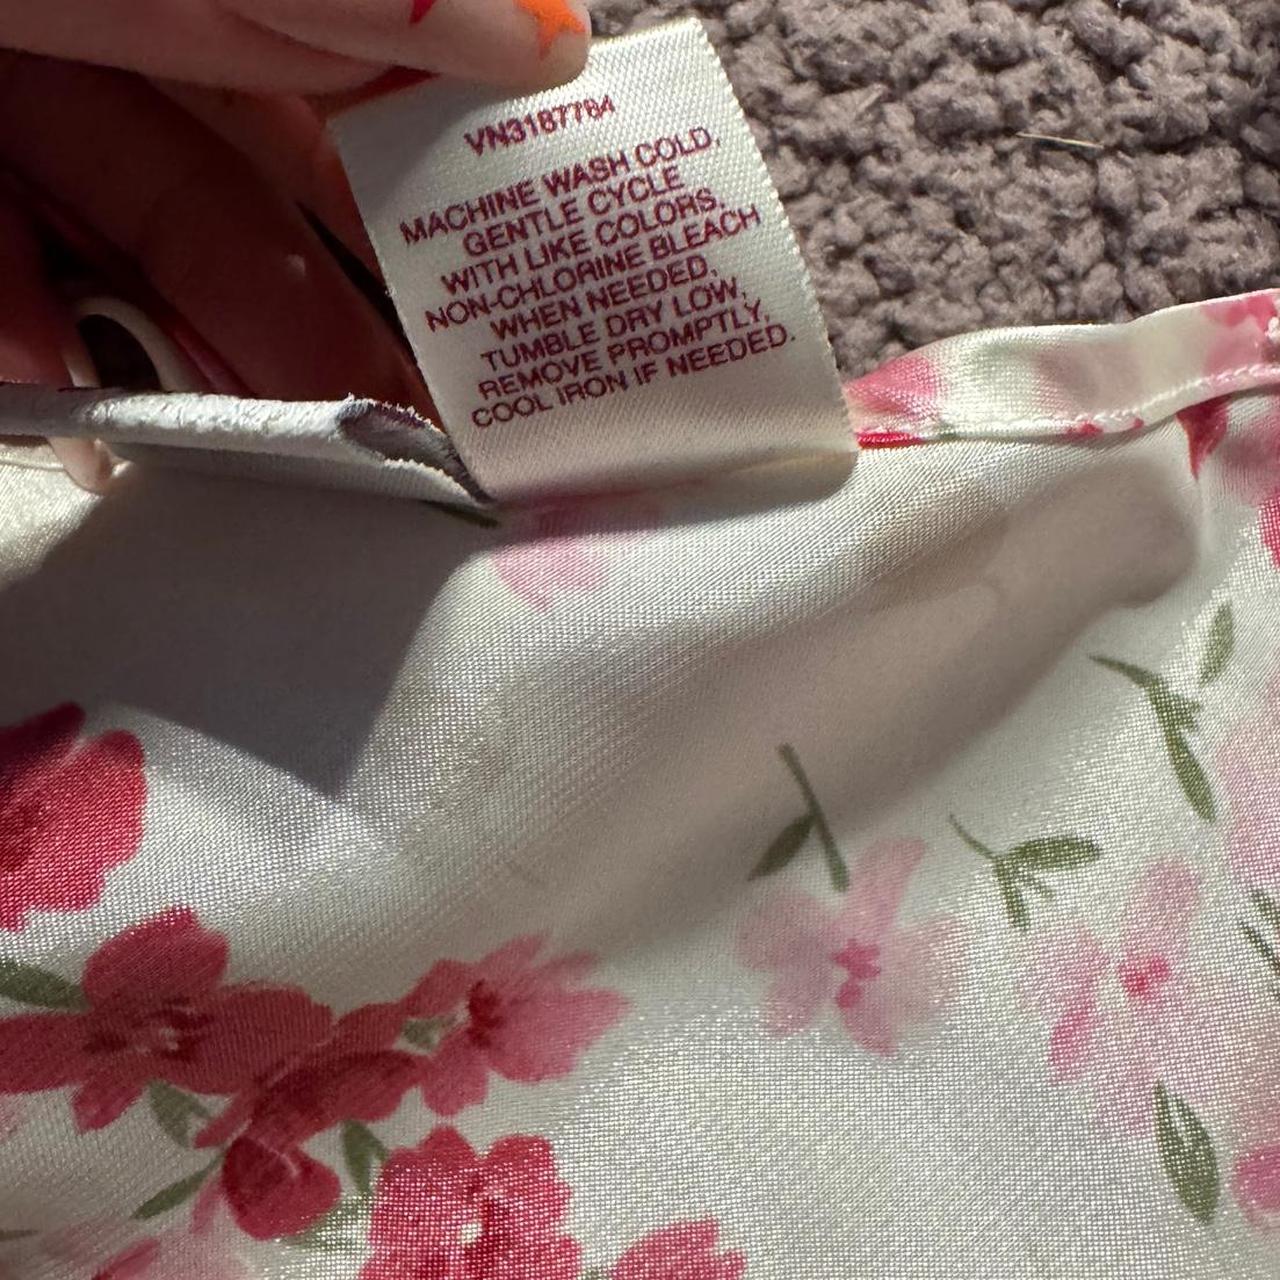 VN3187784
MACHINE WASH COLD,
GENTLE CYCLE
WITH LIKE COLORS,
NON-CHLORINE BLEACH
WHEN NEEDED,
TUMBLE DRY LOW,
REMOVE PROMPTLY,
COOL IRON IF NEEDED.